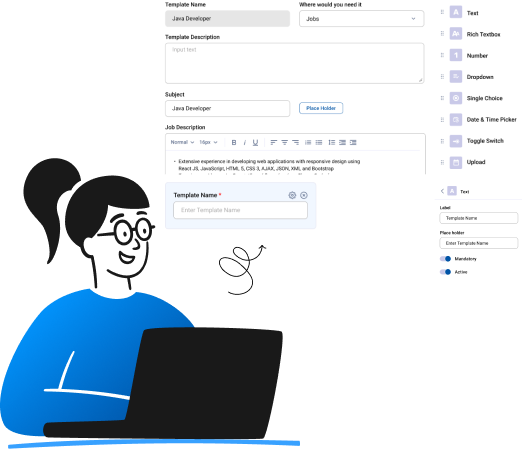 Template Name
Where would you need it
Java Developer
Jobs
Template Description
Input text
Subject
Java Developer
Place Holder
Job Description
Normal
16px
B I U
Extensive experience in developing web applications with responsive design using
React JS, JavaScript, HTML 5, CSS 3, AJAX, JSON, XML and Bootstrap
Template Name *
Enter Template Name
A Text
A+ Rich Textbox
1 Number
Dropdown
Single Choice
Date & Time Picker
Toggle Switch
Upload
A Text
Label
Template Name
Place holder
Enter Template Name
Mandatory
Active